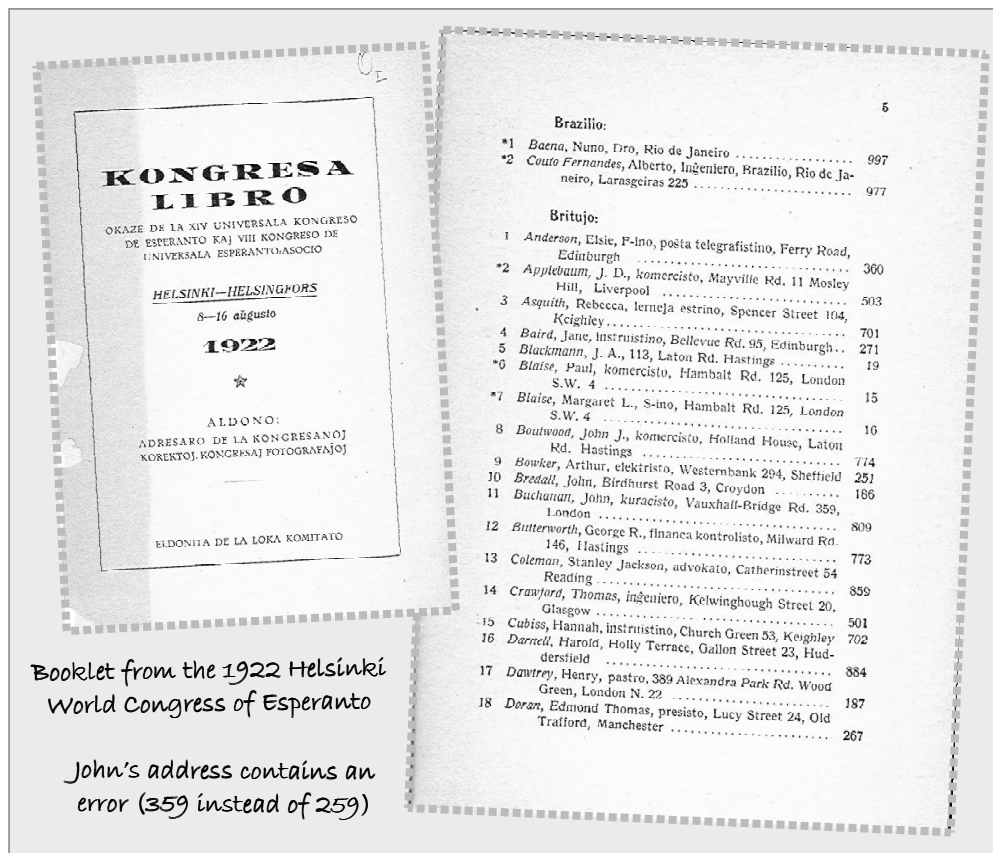 KONGRESA
LIBRO
OKAZE DE LA XIV UNIVERSALA KONGRESO
DE ESPERANTO KAJ VIII KONGRESO DE
UNIVERSALA ESPERANTO-ASOCIO
HELSINKI—HELSINGFORS
8—16 aŭgusto
1922
ALDONO:
ADRESARO DE LA KONGRESANOJ
KOREKTOJ, KONGRESAJ FOTOGRAFAĴOJ
ELDONITA DE LA LOKA KOMITATO
Booklet from the 1922 Helsinki
World Congress of Esperanto
John's address contains an
error (359 instead of 259)
5
Brazilio:
*1 Baena, Nuno, Dro, Rio de Janeiro .................. 997
*2 Couto Fernandes, Alberto, Ingeniero, Brazilio, Rio de Ja-
neiro, Larasgeiras 225 ........................ 977
Britujo:
1 Anderson, Elsie, F-ino, poŝta telegrafistino, Ferry Road,
Edinburgh ............................ 360
*2 Applebaum, J. D., komercisto, Mayville Rd. 11 Mosley
Hill, Liverpool ............................ 503
3 Asquith, Rebecca, lerneja estrino, Spencer Street 104,
Keighley .................................... 701
4 Baird, Jane, instruistino, Bellevue Rd. 95, Edinburgh .. 271
5 Blackmann, J. A., 113, Laton Rd. Hastings .......... 19
*6 Blaise, Paul, komercisto, Hambalt Rd. 125, London
S.W. 4 .................................... 15
*7 Blaise, Margaret L., S-ino, Hambalt Rd. 125, London
S.W. 4 .................................... 16
8 Boutwood, John J., komercisto, Holland House, Laton
Rd. Hastings ............................ 774
9 Bowker, Arthur, elektristo, Westernbank 294, Sheffield 251
10 Bredall, John, Birdhurst Road 3, Croydon .......... 186
11 Buchanan, John, kuracisto, Vauxhall-Bridge Rd. 359,
London .................................... 809
12 Butterworth, George R., financa kontrolisto, Milward Rd.
146, Hastings ............................ 773
13 Coleman, Stanley Jackson, advokato, Catherinstreet 54
Reading .................................... 859
14 Crawford, Thomas, ingeniero, Kelwinghough Street 20,
Glasgow .................................... 501
15 Cubiss, Hannah, instruistino, Church Green 53, Keighley 702
16 Darnell, Harold, Holly Terrace, Gallon Street 23, Hud-
dersfield .................................... 884
17 Dawtrey, Henry, pastro, 389 Alexandra Park Rd. Wood
Green, London N. 22 ........................ 187
18 Doran, Edmond Thomas, presisto, Lucy Street 24, Old
Trafford, Manchester ........................ 267